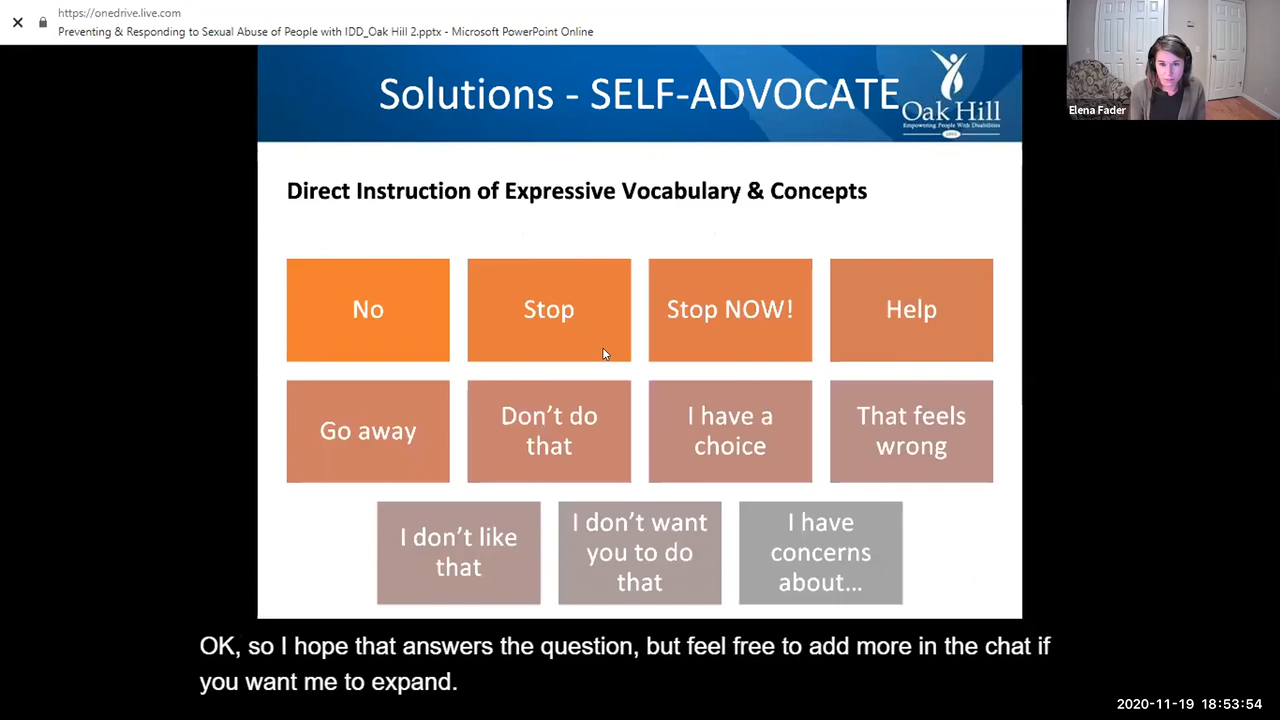 https://onedrive.live.com
Preventing & Responding to Sexual Abuse of People with IDD_Oak Hill 2.pptx - Microsoft PowerPoint Online
Elena Fader
Solutions - SELF-ADVOCATE
Oak Hill
Empowering People With Disabilities
Direct Instruction of Expressive Vocabulary & Concepts
No
Stop
Stop NOW!
Help
Go away
Don't do
that
I have a
choice
That feels
wrong
I don't like
that
I don't want
you to do
that
I have
concerns
about...
OK, so I hope that answers the question, but feel free to add more in the chat if
you want me to expand.
2020-11-19 18:53:54